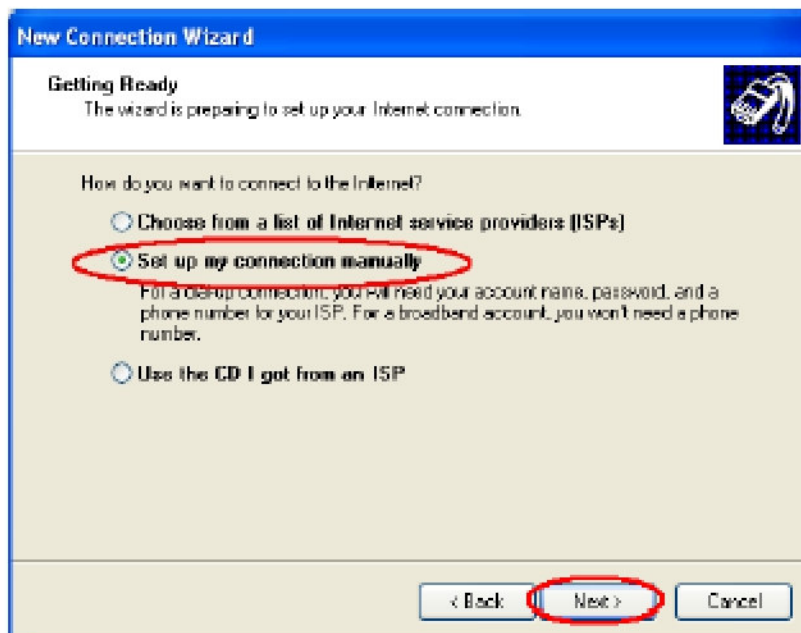 New Connection Wizard
Getting Ready
The wizard is preparing to set up your Internet connection.
How do you want to connect to the Internet?
Choose from a list of Internet service providers (ISPs)
Set up my connection manually
For a dial-up connection, you will need your account name, password, and a
phone number for your ISP. For a broadband account, you won't need a phone
number.
Use the CD I got from an ISP
< Back
Next >
Cancel